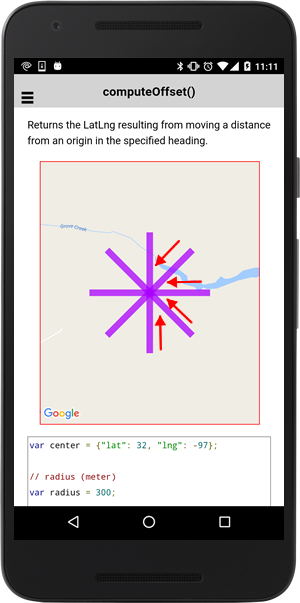 11:11
computeOffset()
Returns the LatLng resulting from moving a distance
from an origin in the specified heading.
Grove Creek
Google
var center = {"lat": 32, "lng": -97};
// radius (meter)
var radius = 300;